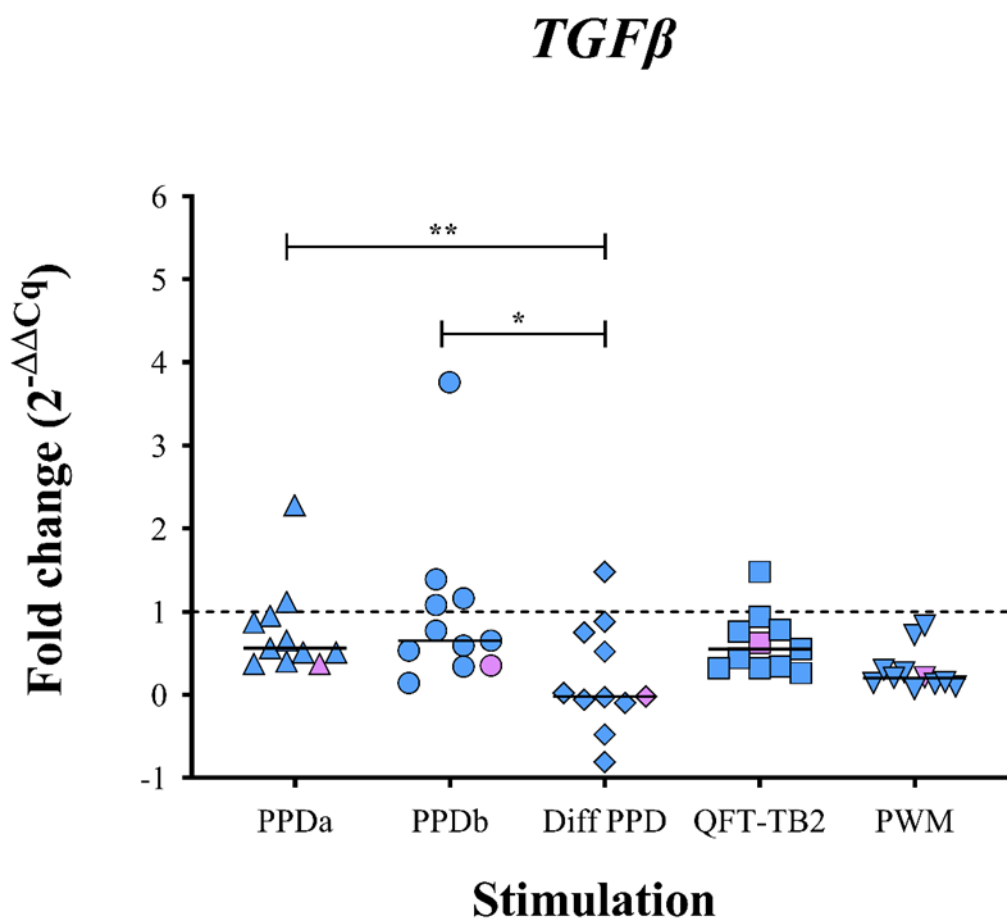 TGFβ
Fold change (2^-ΔΔCq)
6
5
4
3
2
1
0
-1
**
*
PPDa PPDb Diff PPD QFT-TB2 PWM
Stimulation